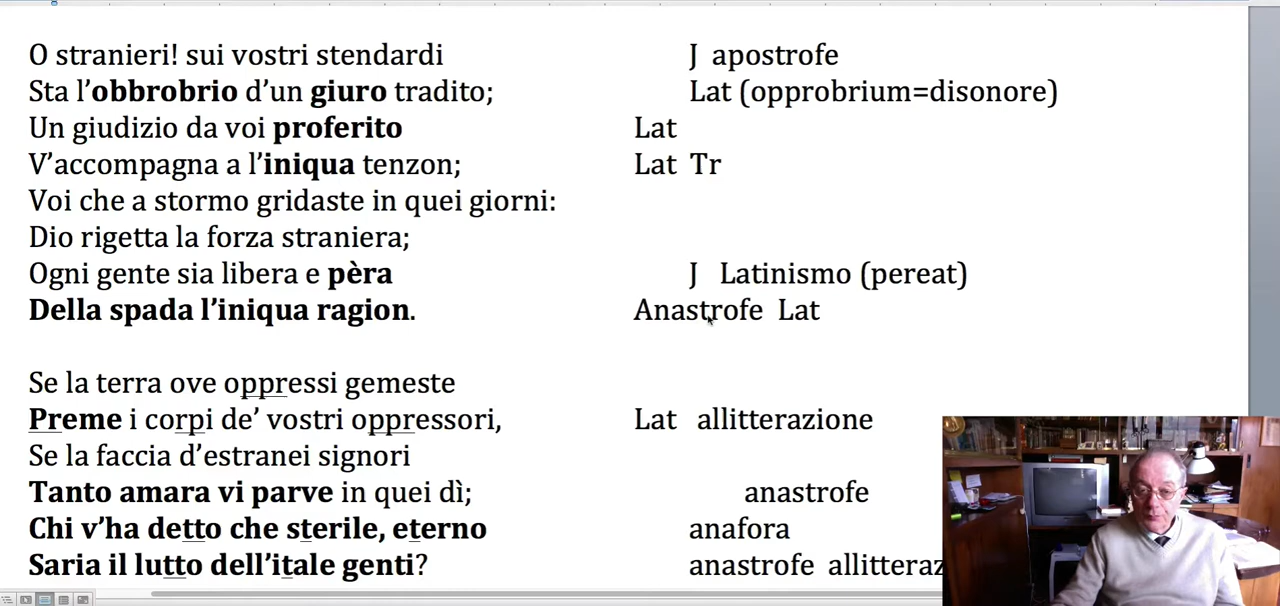 O stranieri! sui vostri stendardi J apostrofe
Sta l’obbrobrio d’un giuro tradito; Lat (opprobrium=disonore)
Un giudizio da voi proferito Lat
V’accompagna a l’iniqua tenzon; Lat Tr
Voi che a stormo gridaste in quei giorni:
Dio rigetta la forza straniera;
Ogni gente sia libera e pèra J Latinismo (pereat)
Della spada l’iniqua ragion. Anastrofe Lat
Se la terra ove oppressi gemeste
Preme i corpi de’ vostri oppressori, Lat allitterazione
Se la faccia d’estranei signori
Tanto amara vi parve in quei dì; anastrofe
Chi v’ha detto che sterile, eterno anafora
Saria il lutto dell’itale genti? anastrofe allitteraz